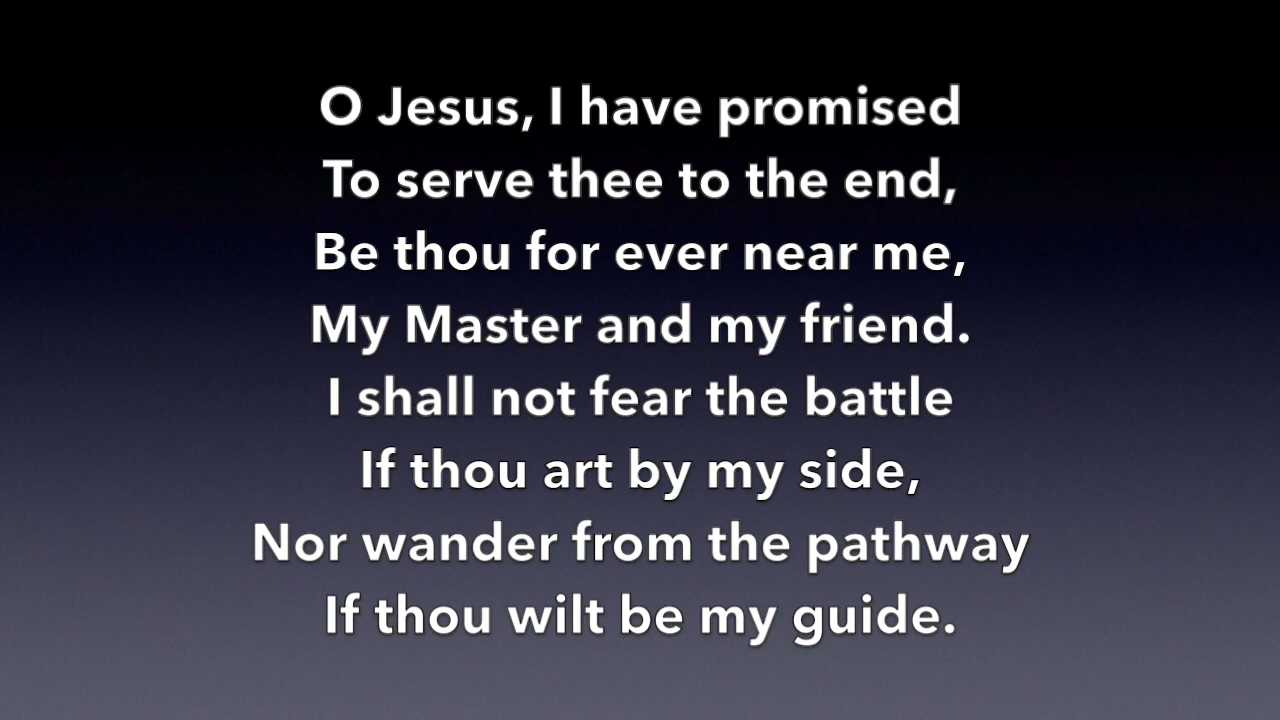 O Jesus, I have promised
To serve thee to the end,
Be thou for ever near me,
My Master and my friend.
I shall not fear the battle
If thou art by my side,
Nor wander from the pathway
If thou wilt be my guide.